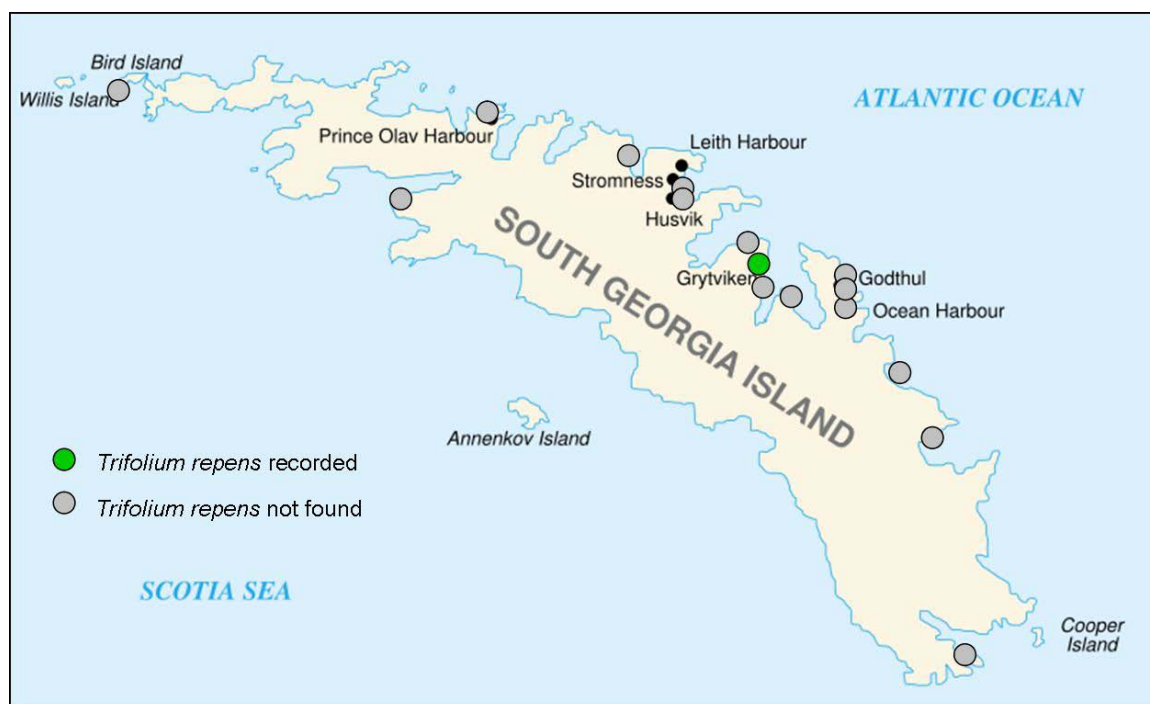 Bird Island
Willis Island
ATLANTIC OCEAN
Prince Olav Harbour
Leith Harbour
Stromness
Husvik
SOUTH GEORGIA ISLAND
Grytviken
Godthul
Ocean Harbour
Annenkov Island
Trifolium repens recorded
Trifolium repens not found
SCOTIA SEA
Cooper
Island